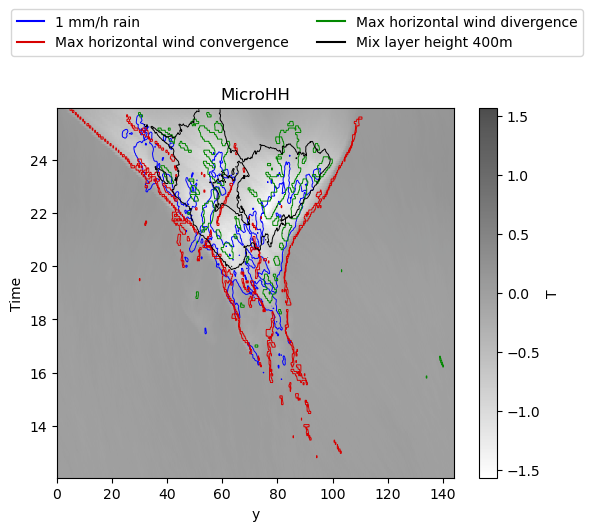 1 mm/h rain
Max horizontal wind convergence
Max horizontal wind divergence
Mix layer height 400m
MicroHH
24
22
20
18
16
14
Time
0
20
40
60
80
100
120
140
y
1.5
1.0
0.5
0.0
−0.5
−1.0
−1.5
T